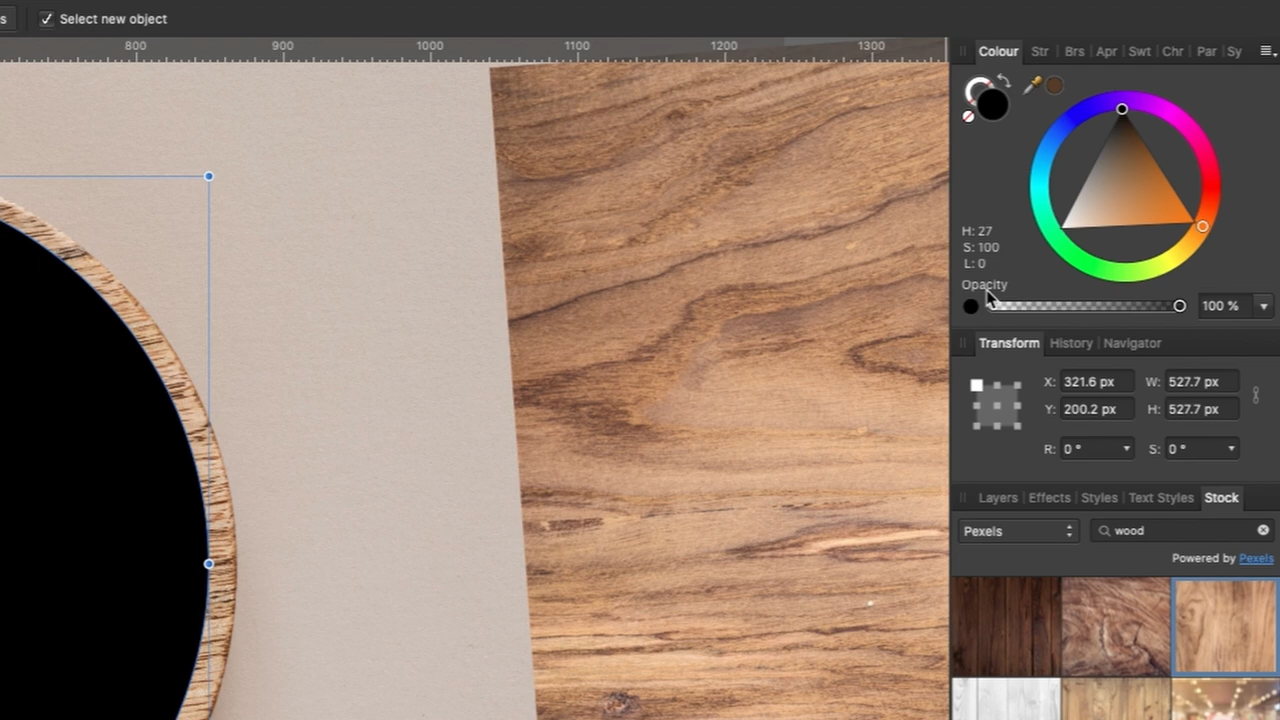 s Select new object
800 900 1000 1100 1200 1300
Colour Str Brs Apr Swt Chr Par Sy
H: 27
S: 100
L: 0
Opacity
100 %
Transform History Navigator
X: 321.6 px W: 527.7 px
Y: 200.2 px H: 527.7 px
R: 0 ° S: 0 °
Layers Effects Styles Text Styles Stock
Pexels wood
Powered by Pexels